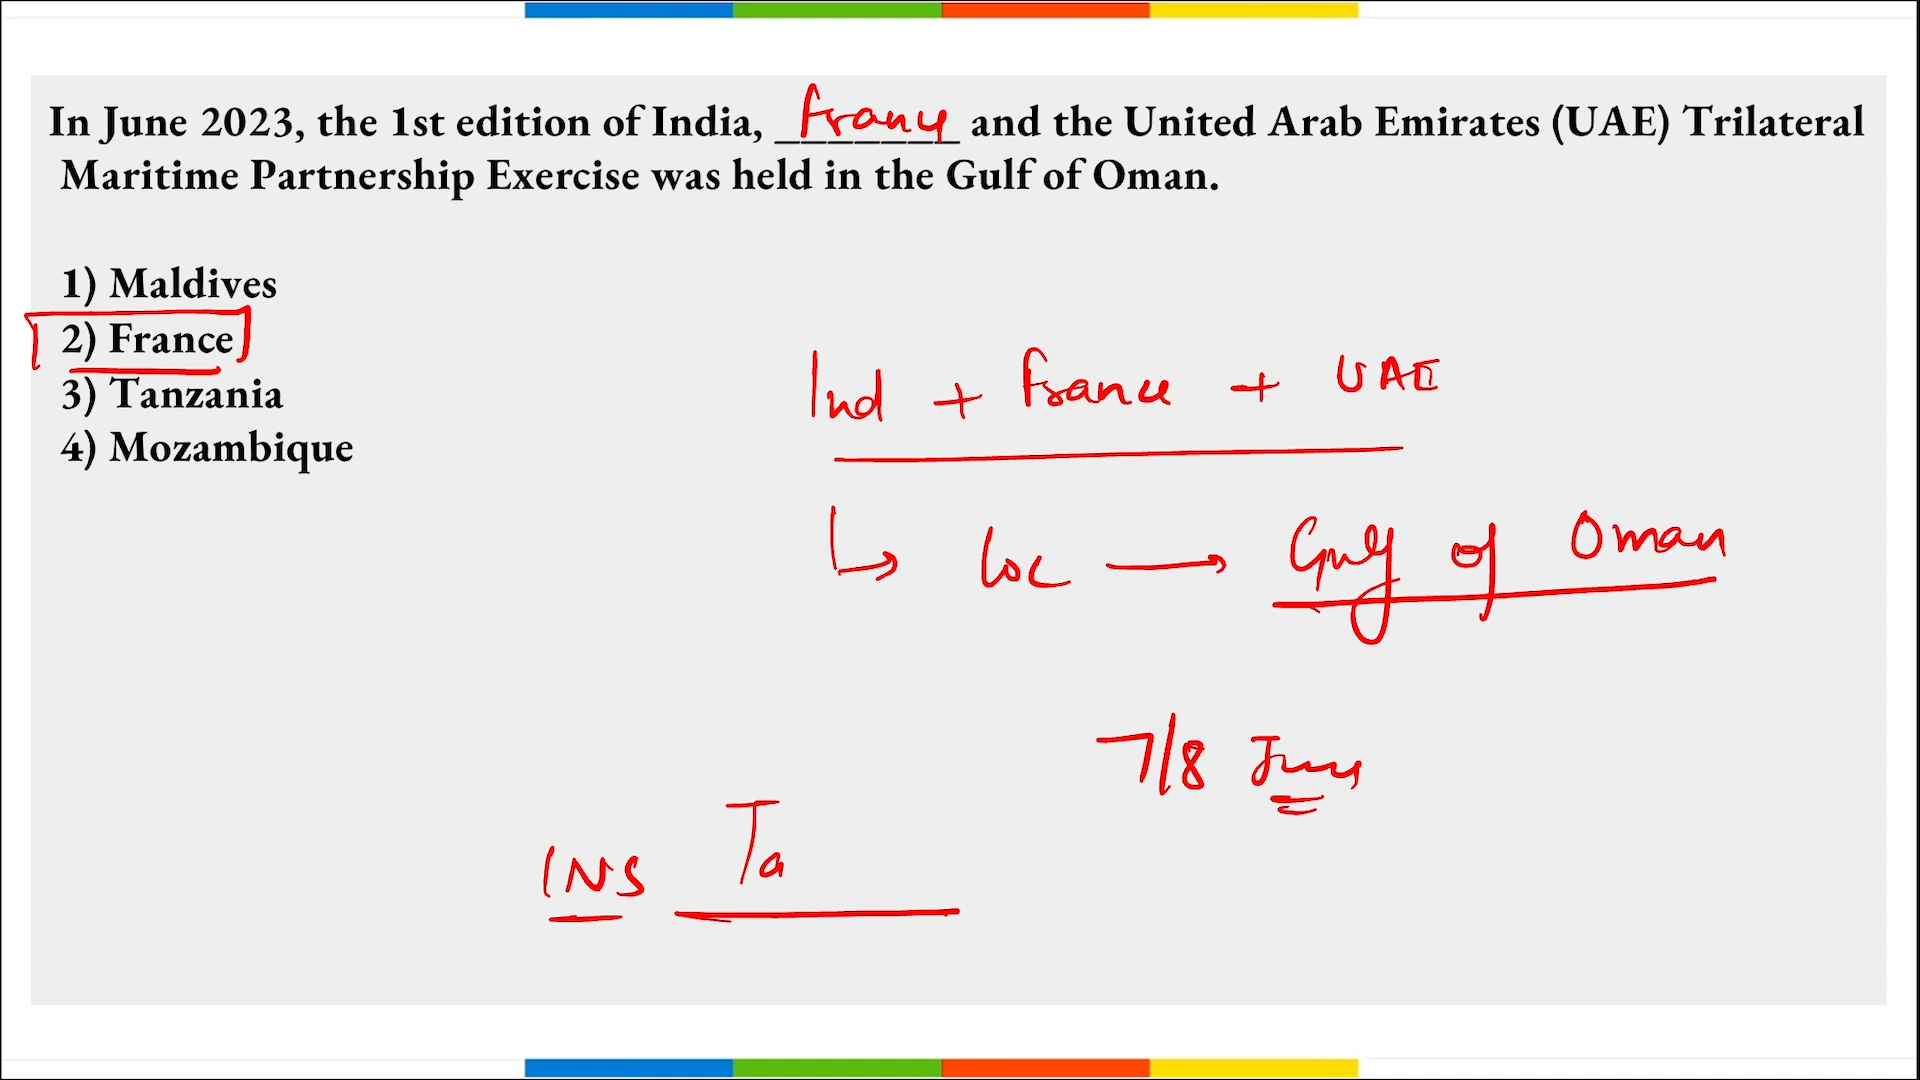 In June 2023, the 1st edition of India, France and the United Arab Emirates (UAE) Trilateral
Maritime Partnership Exercise was held in the Gulf of Oman.
1) Maldives
2) France
3) Tanzania
4) Mozambique
Ind + France + UAE
↳ Loc → Gulf of Oman
7/8 June
INS Ta